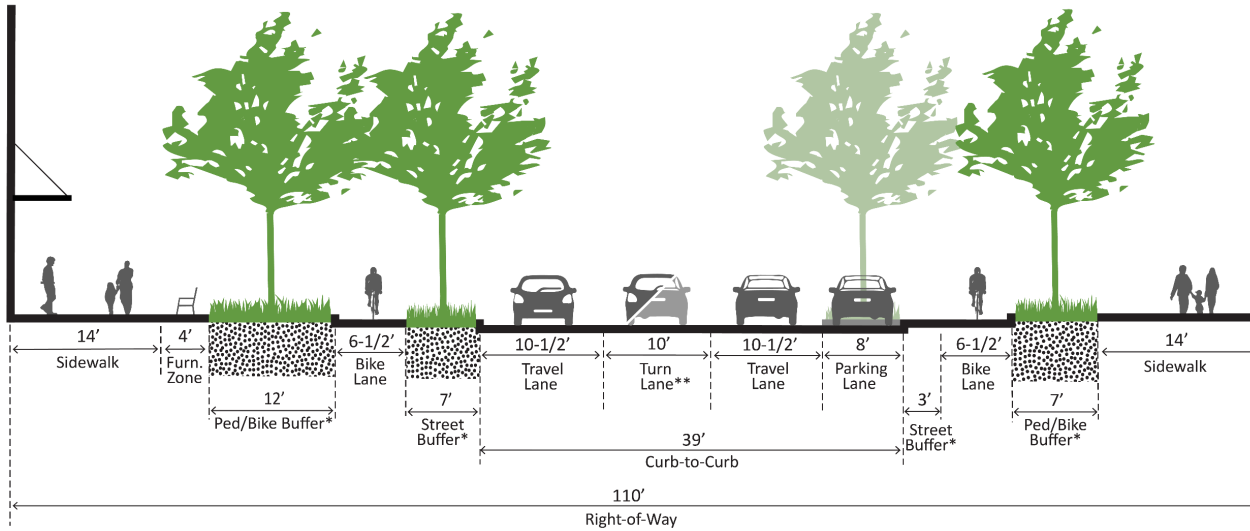 14’
Sidewalk
4’
Furn.
Zone
12’
Ped/Bike Buffer*
6-1/2’
Bike
Lane
7’
Street
Buffer*
10-1/2’
Travel
Lane
10’
Turn
Lane**
10-1/2’
Travel
Lane
8’
Parking
Lane
39’
Curb-to-Curb
3’
Street
Buffer*
6-1/2’
Bike
Lane
7’
Ped/Bike
Buffer*
14’
Sidewalk
110’
Right-of-Way